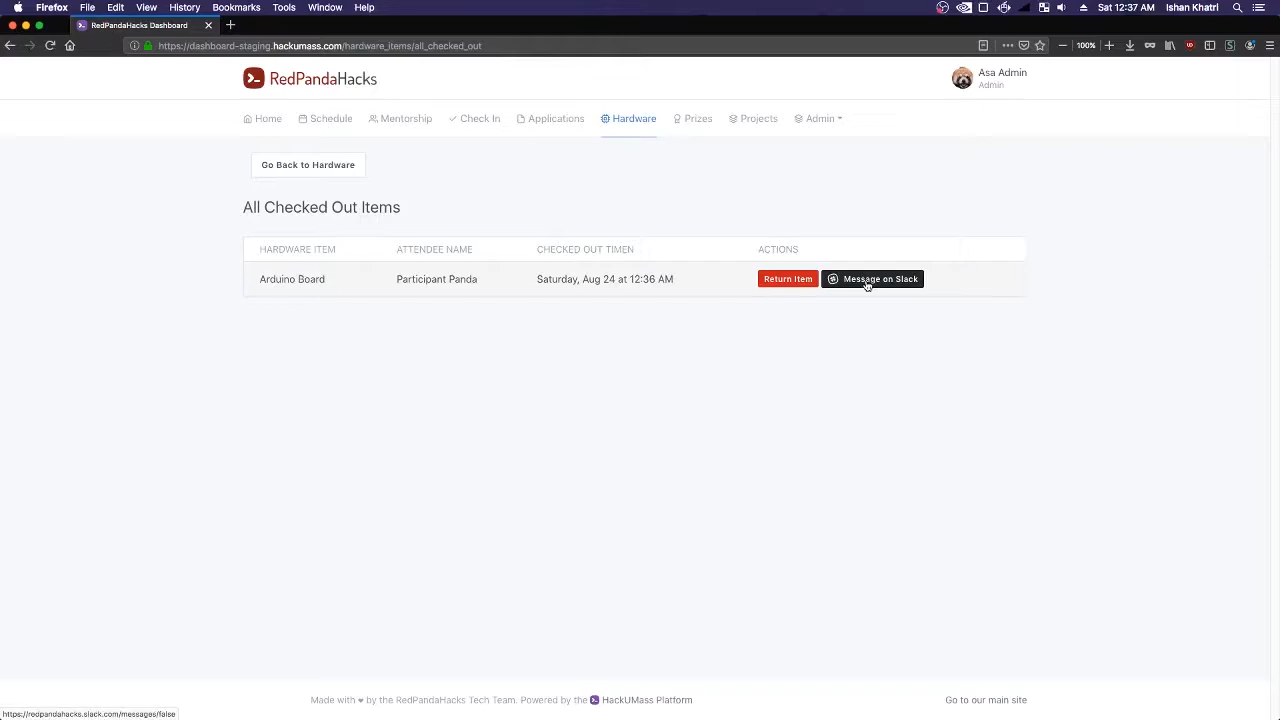 Firefox File Edit View History Bookmarks Tools Window Help Sat 12:37 AM Ishan Khatri
RedPandaHacks Dashboard
https://dashboard-staging.hackumass.com/hardware_items/all_checked_out 100%
RedPandaHacks
Asa Admin
Admin
Home Schedule Mentorship Check In Applications Hardware Prizes Projects Admin
Go Back to Hardware
All Checked Out Items
HARDWARE ITEM ATTENDEE NAME CHECKED OUT TIMEN ACTIONS
Arduino Board Participant Panda Saturday, Aug 24 at 12:36 AM Return Item Message on Slack
Made with ♥ by the RedPandaHacks Tech Team. Powered by the HackUMass Platform Go to our main site
https://redpandahacks.slack.com/messages/false